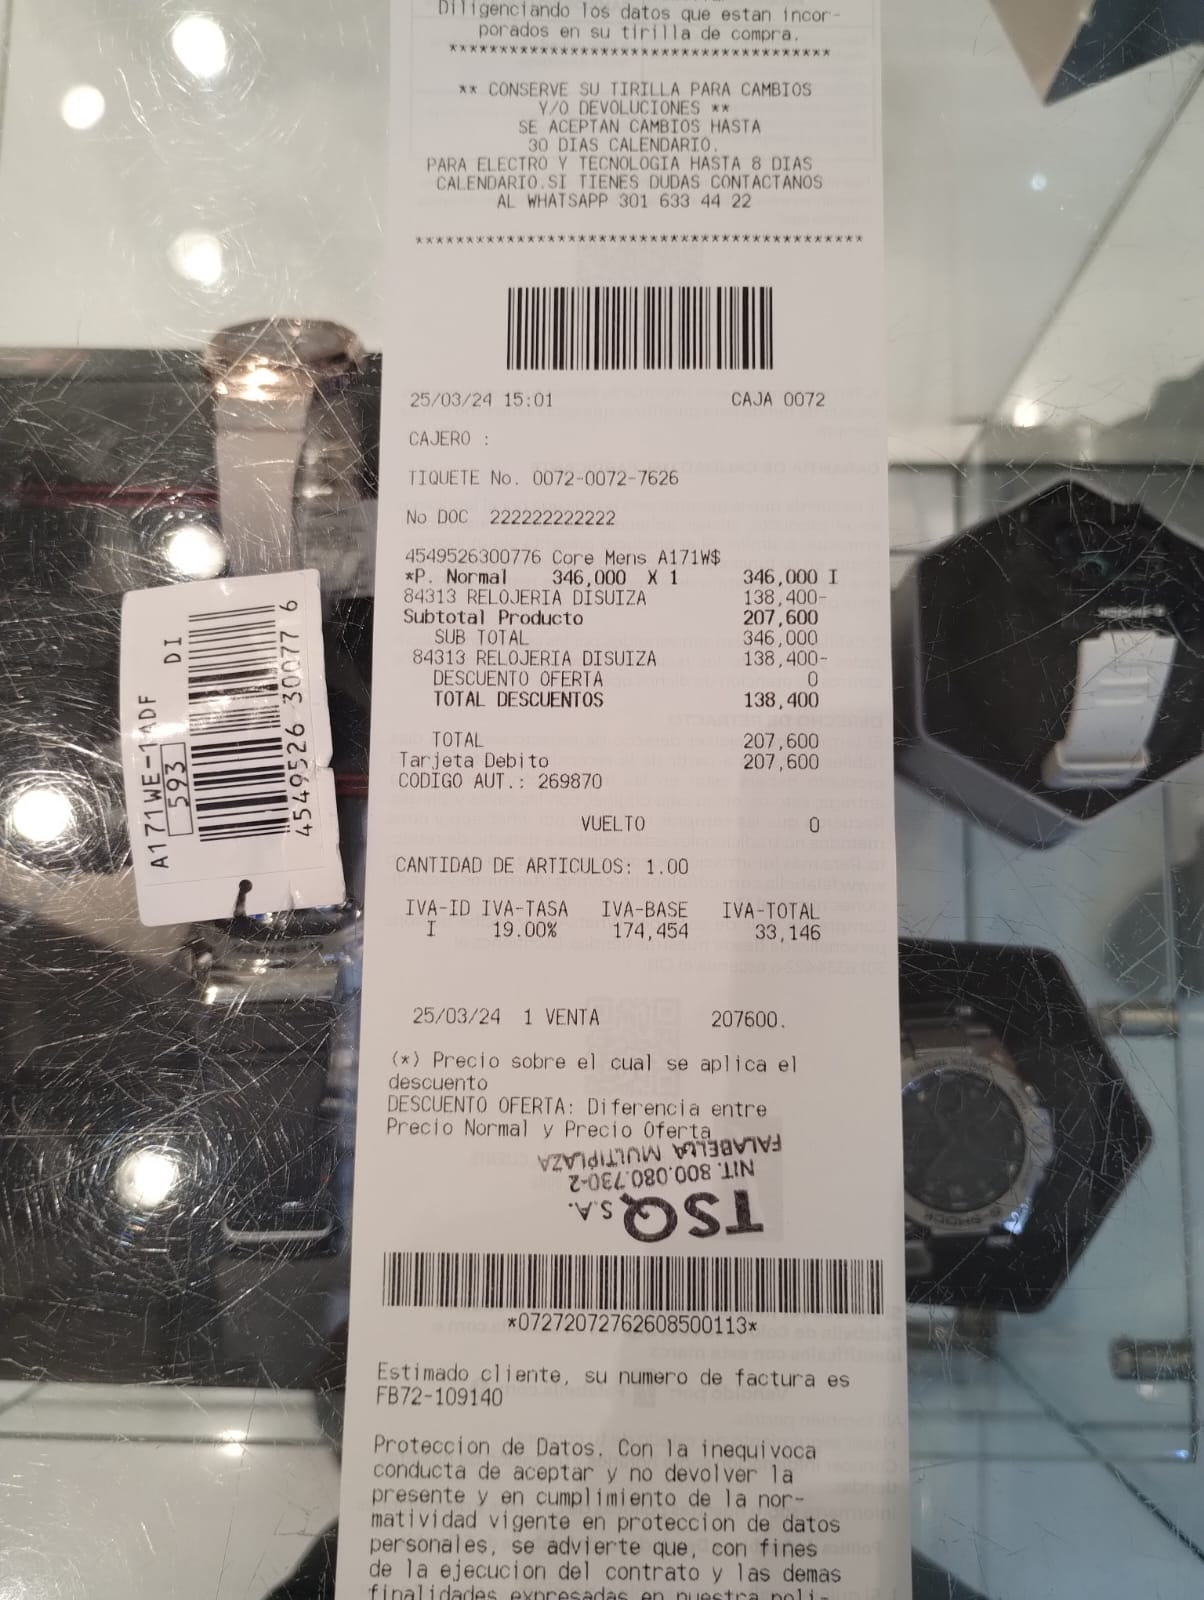 Diligenciando los datos que estan incor-
porados en su tirilla de compra.
****************************************
** CONSERVE SU TIRILLA PARA CAMBIOS
Y/O DEVOLUCIONES **
SE ACEPTAN CAMBIOS HASTA
30 DIAS CALENDARIO.
PARA ELECTRO Y TECNOLOGIA HASTA 8 DIAS
CALENDARIO.SI TIENES DUDAS CONTACTANOS
AL WHATSAPP 301 633 44 22
****************************************
25/03/24 15:01 CAJA 0072
CAJERO :
TIQUETE No. 0072-0072-7626
No DOC 222222222222
4549526300776 Core Mens A171W$
*P. Normal 346,000 X 1 346,000 I
84313 RELOJERIA DISUIZA 138,400-
Subtotal Producto 207,600
SUB TOTAL 346,000
84313 RELOJERIA DISUIZA 138,400-
DESCUENTO OFERTA 0
TOTAL DESCUENTOS 138,400
TOTAL 207,600
Tarjeta Debito 207,600
CODIGO AUT.: 269870
VUELTO 0
CANTIDAD DE ARTICULOS: 1.00
IVA-ID IVA-TASA IVA-BASE IVA-TOTAL
I 19.00% 174,454 33,146
25/03/24 1 VENTA 207600.
(*) Precio sobre el cual se aplica el
descuento
DESCUENTO OFERTA: Diferencia entre
Precio Normal y Precio Oferta
TSQ S.A.
NIT. 800.080.730-2
FALABELLA MULTIPLAZA
*07272072762608500113*
Estimado cliente, su numero de factura es
FB72-109140
Proteccion de Datos. Con la inequivoca
conducta de aceptar y no devolver la
presente y en cumplimiento de la nor-
matividad vigente en proteccion de datos
personales, se advierte que, con fines
de la ejecucion del contrato y las demas
finalidades expresadas en nuestra poli-
A171WE-1ADF DI
593
4549526 30077 6
G-SHOCK